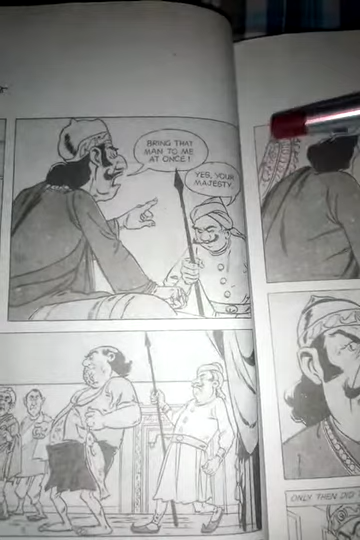 BRING THAT
MAN TO ME
AT ONCE!
YES, YOUR
MAJESTY.
ONLY THEN DID